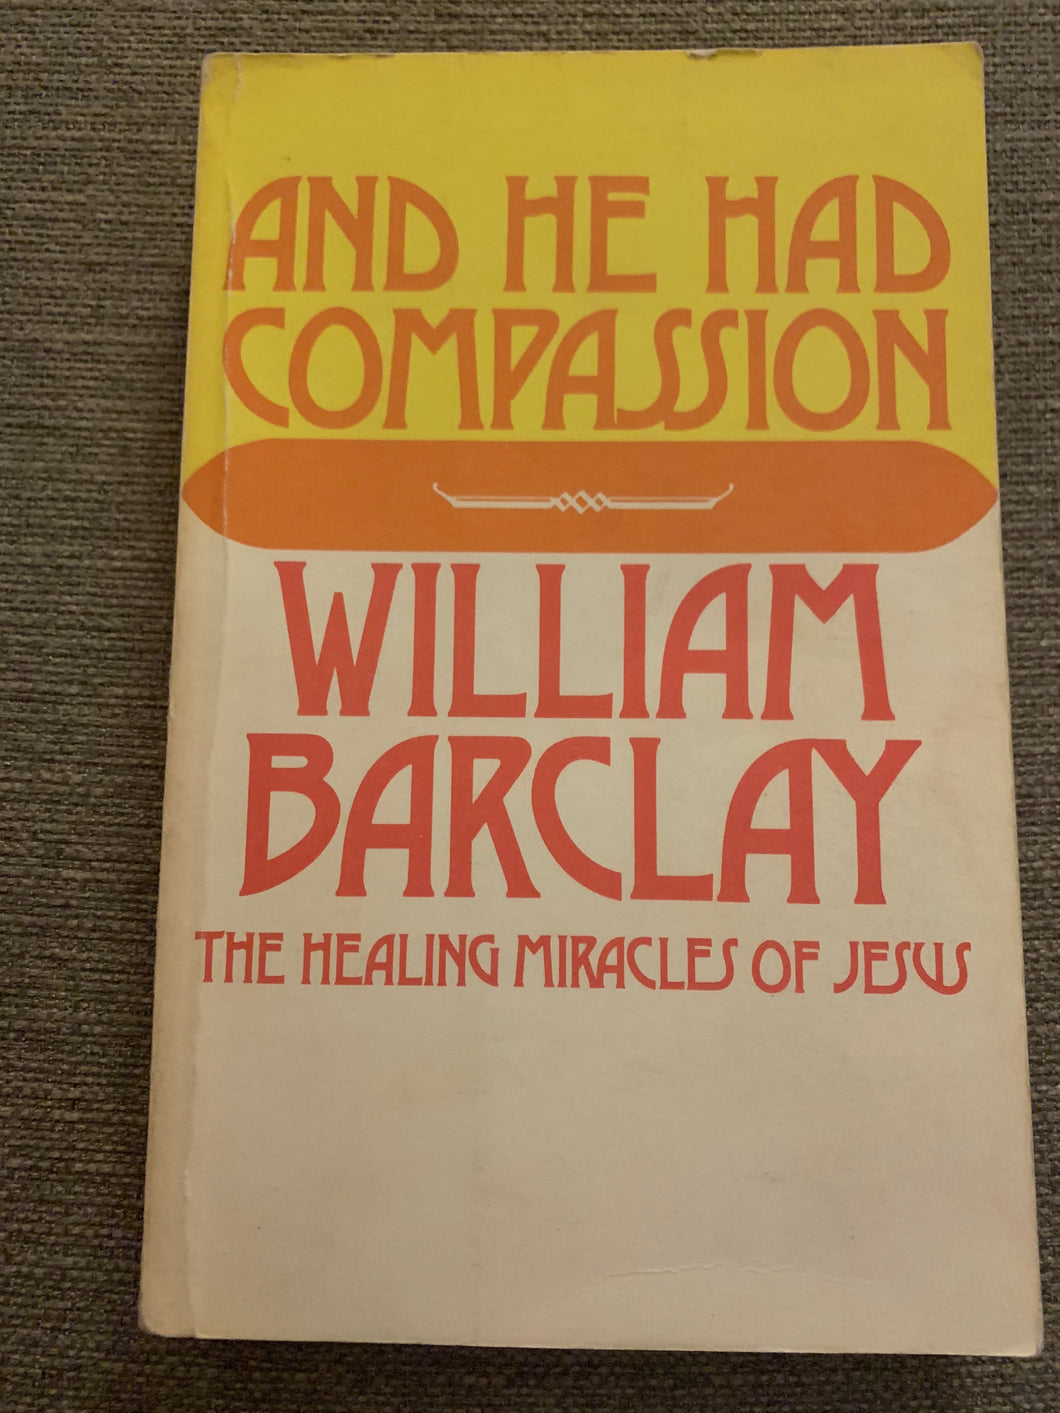 AND HE HAD
COMPASSION
WILLIAM
BARCLAY
THE HEALING MIRACLES OF JESUS